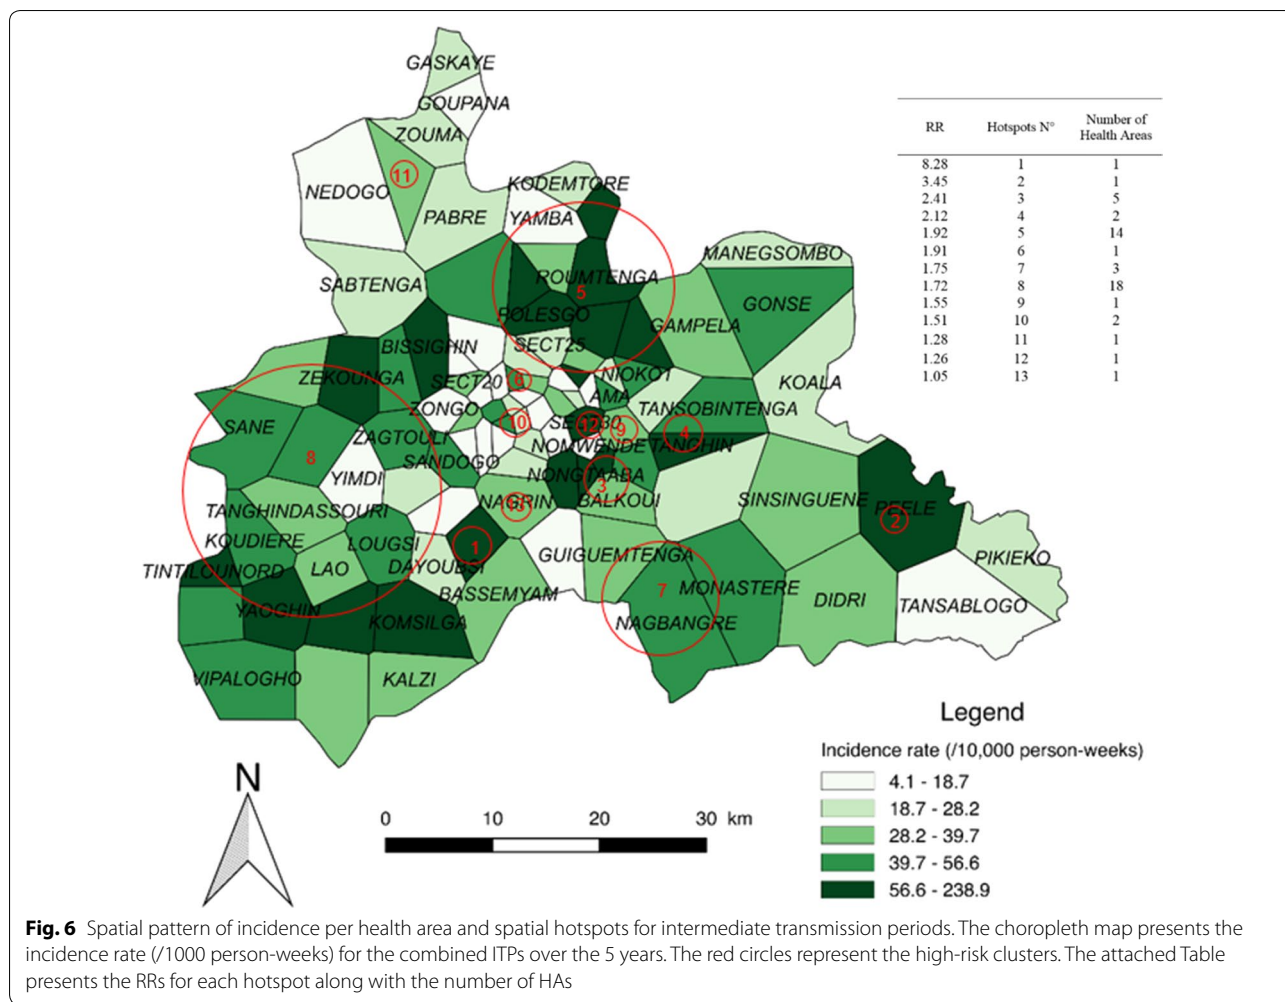 GASKAYE
GOUPANA
ZOUMA
11
NEDOGO
KODEMTORE
PABRE
YAMBA
MANEGSOMBO
SABTENGA
ROUMTENGA
5
GONSE
POLESGO
GAMPELA
BISSIGHIN
SECT25
ZEKOUNGA
SECT20
6
NIOKO1
KOALA
AMA
ZONGO
TANSOBINTENGA
SANE
10
12
9
4
ZAGTOULI
NOMWENDE
TANGHIN
8
SANDOGO
YIMDI
NONGTAABA
3
NAGRIN
BALKOUI
SINSINGUENE
PEELE
TANGHINDASSOURI
13
2
KOUDIERE
LOUGSI
1
GUIGUEMTENGA
PIKIEKO
TINTILOUNORD
LAO
DAYOUBSI
BASSEMYAM
7
MONASTERE
DIDRI
TANSABLOGO
YAOGHIN
KOMSILGA
NAGBANGRE
VIPALOGHO
KALZI
RR Hotspots N° Number of
Health Areas
8.28 1 1
3.45 2 1
2.41 3 5
2.12 4 2
1.92 5 14
1.91 6 1
1.75 7 3
1.72 8 18
1.55 9 1
1.51 10 2
1.28 11 1
1.26 12 1
1.05 13 1
Legend
Incidence rate (/10,000 person-weeks)
4.1 - 18.7
18.7 - 28.2
28.2 - 39.7
39.7 - 56.6
56.6 - 238.9
N
0 10 20 30 km
Fig. 6 Spatial pattern of incidence per health area and spatial hotspots for intermediate transmission periods. The choropleth map presents the
incidence rate (/1000 person-weeks) for the combined ITPs over the 5 years. The red circles represent the high-risk clusters. The attached Table
presents the RRs for each hotspot along with the number of HAs